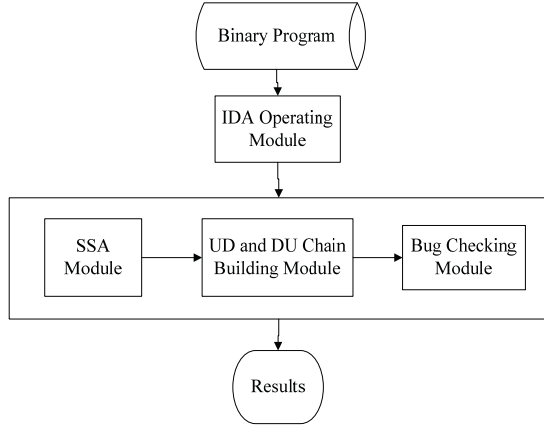 Binary Program
IDA Operating
Module
SSA
Module
UD and DU Chain
Building Module
Bug Checking
Module
Results